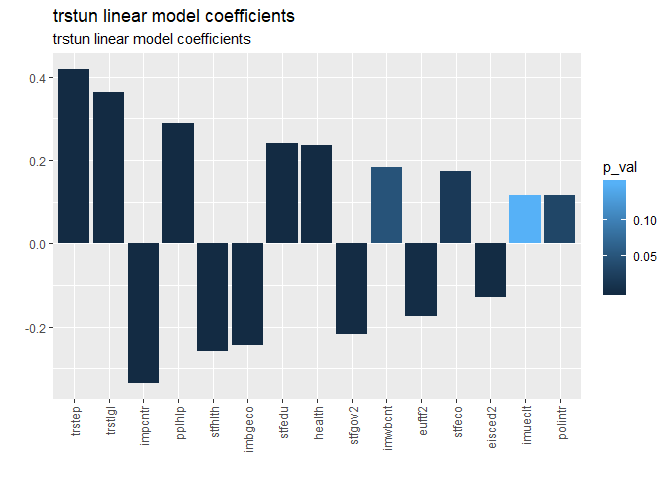 trstun linear model coefficients
trstun linear model coefficients
0.4
0.2
0.0
-0.2
trstep
trstlgl
impcntr
pplhlp
stfhlth
imbgeco
stfedu
health
stfgov2
imwbcnt
euftf2
stfeco
eisced2
imueclt
polintr
p_val
0.10
0.05